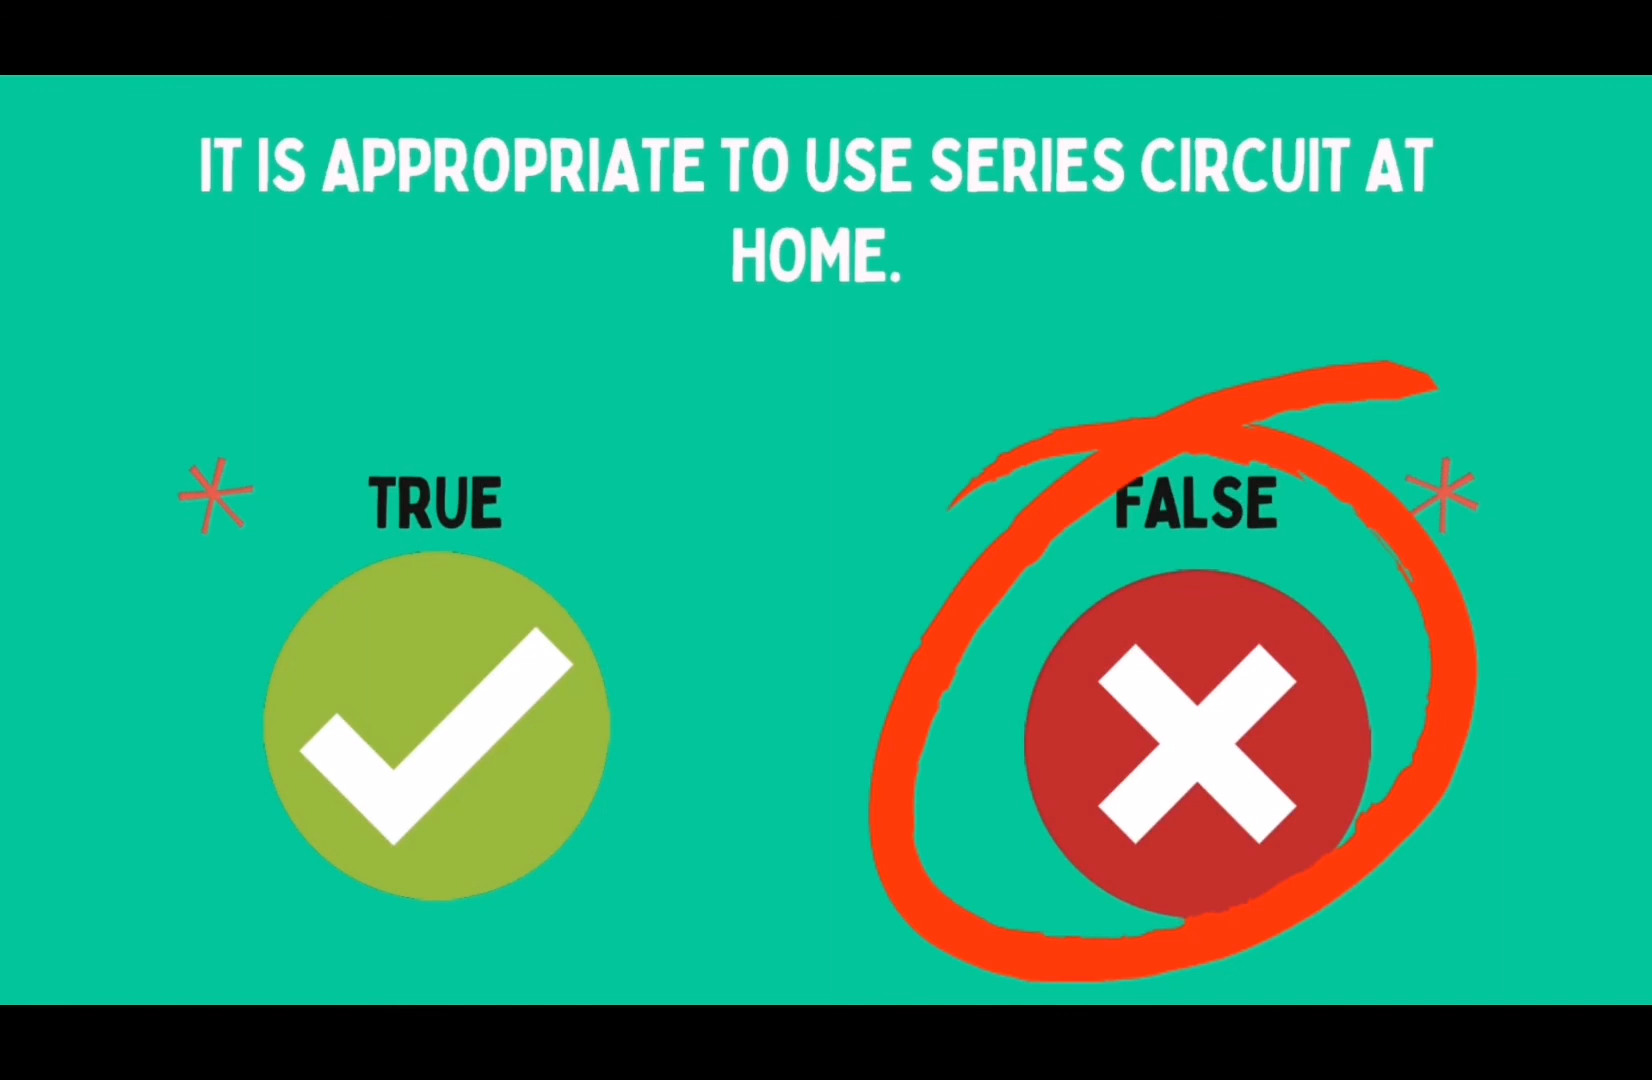 IT IS APPROPRIATE TO USE SERIES CIRCUIT AT
HOME.
TRUE
FALSE